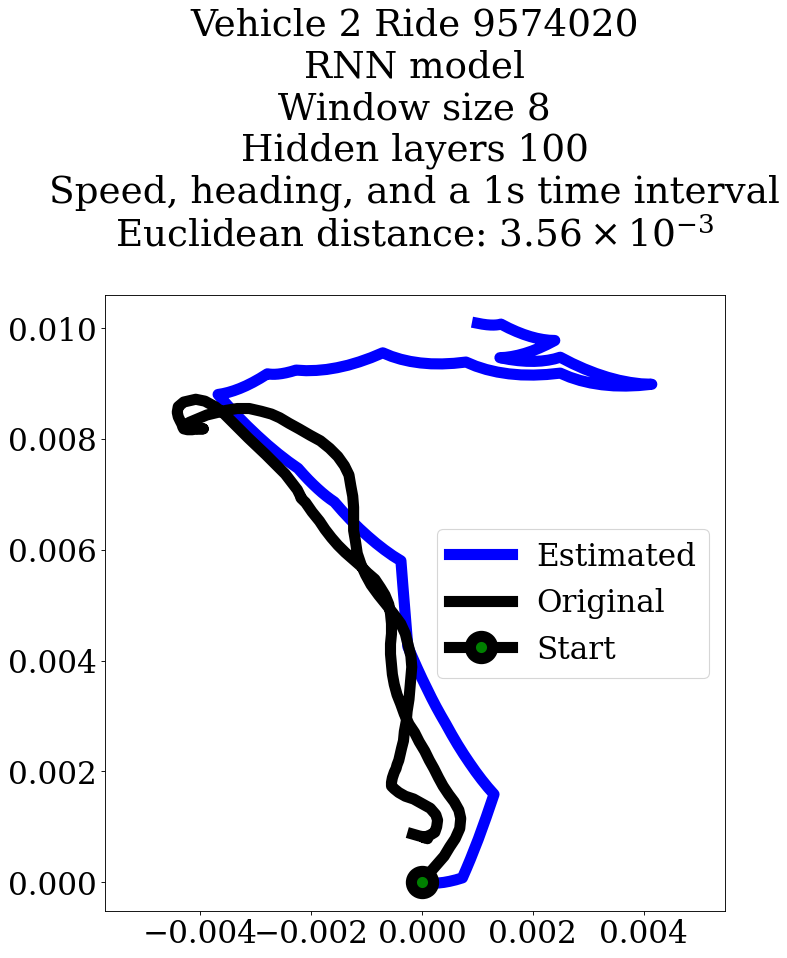 Vehicle 2 Ride 9574020
RNN model
Window size 8
Hidden layers 100
Speed, heading, and a 1s time interval
Euclidean distance: 3.56 × 10⁻³
0.010
0.008
0.006
0.004
0.002
0.000
Estimated
Original
Start
−0.004 −0.002 0.000 0.002 0.004